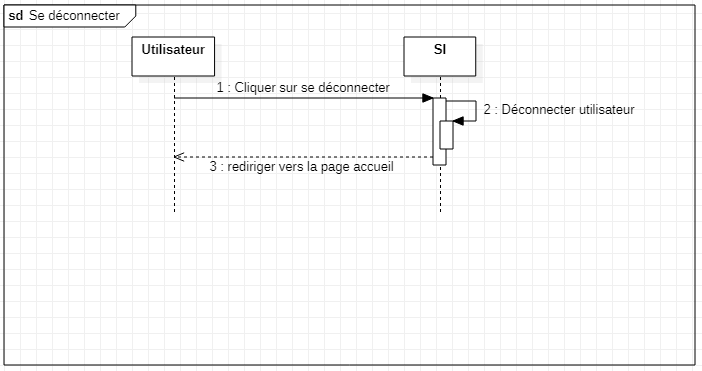 sd Se déconnecter
Utilisateur
SI
1 : Cliquer sur se déconnecter
2 : Déconnecter utilisateur
3 : rediriger vers la page accueil